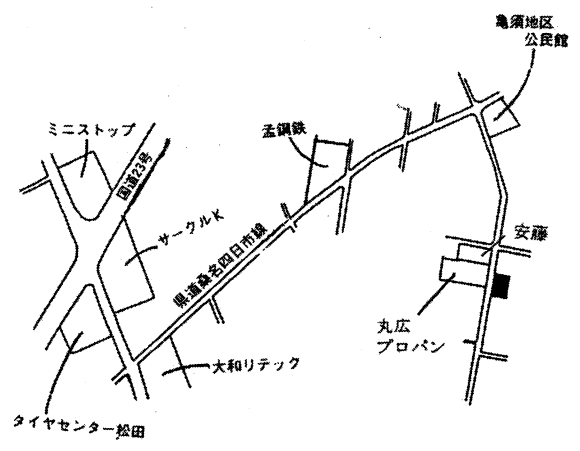 亀須地区
公民館
ミニストップ
孟鋼鉄
国道23号
サークルK
県道桑名四日市線
安藤
丸広
プロパン
大和リテック
タイヤセンター松田